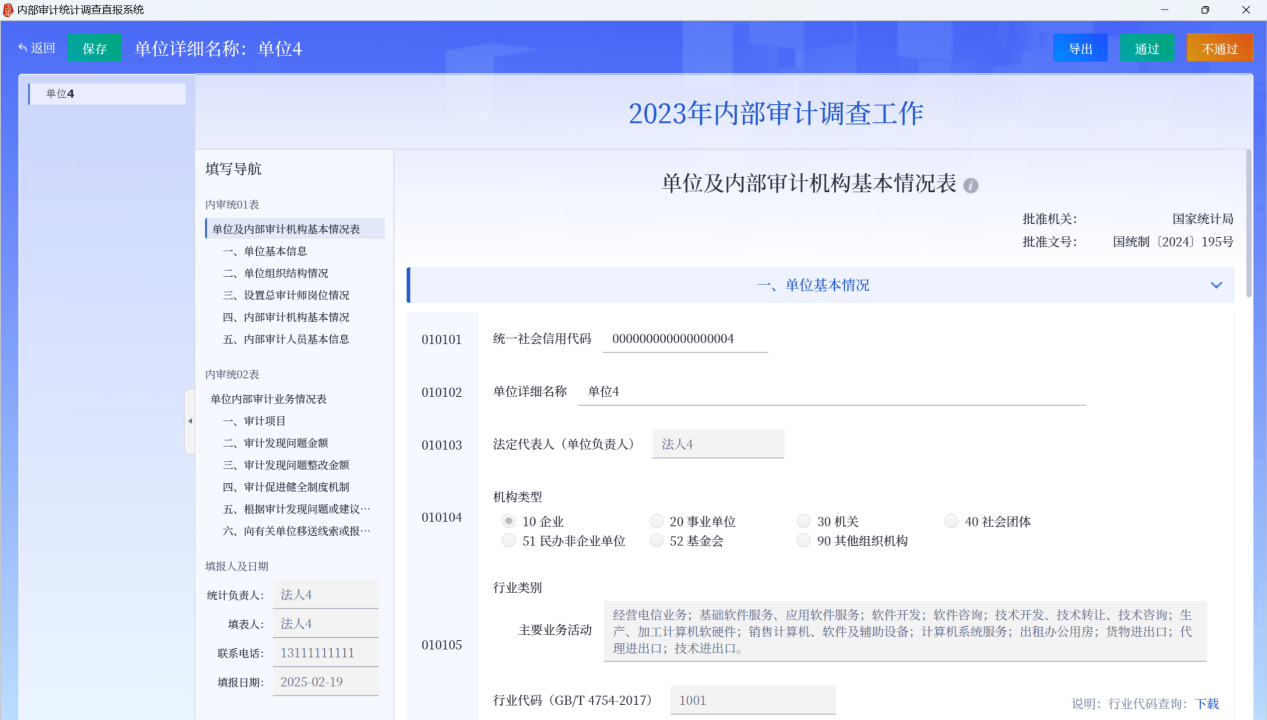 内部审计统计调查直报系统
返回 保存 单位详细名称：单位4 导出 通过 不通过
单位4
2023年内部审计调查工作
填写导航
内审统01表
单位及内部审计机构基本情况表
一、单位基本信息
二、单位组织结构情况
三、设置总审计师岗位情况
四、内部审计机构基本情况
五、内部审计人员基本信息
内审统02表
单位内部审计业务情况表
一、审计项目
二、审计发现问题金额
三、审计发现问题整改金额
四、审计促进健全制度机制
五、根据审计发现问题或建议…
六、向有关单位移送线索或报…
填报人及日期
统计负责人： 法人4
填表人： 法人4
联系电话： 13111111111
填报日期： 2025-02-19
单位及内部审计机构基本情况表 i
批准机关： 国家统计局
批准文号： 国统制〔2024〕195号
一、单位基本情况
010101 统一社会信用代码 000000000000000004
010102 单位详细名称 单位4
010103 法定代表人（单位负责人） 法人4
机构类型
010104
10 企业 20 事业单位 30 机关 40 社会团体
51 民办非企业单位 52 基金会 90 其他组织机构
行业类别
010105 主要业务活动
经营电信业务；基础软件服务、应用软件服务；软件开发；软件咨询；技术开发、技术转让、技术咨询；生
产、加工计算机软硬件；销售计算机、软件及辅助设备；计算机系统服务；出租办公用房；货物进出口；代
理进出口；技术进出口。
行业代码（GB/T 4754-2017） 1001 说明：行业代码查询：下载